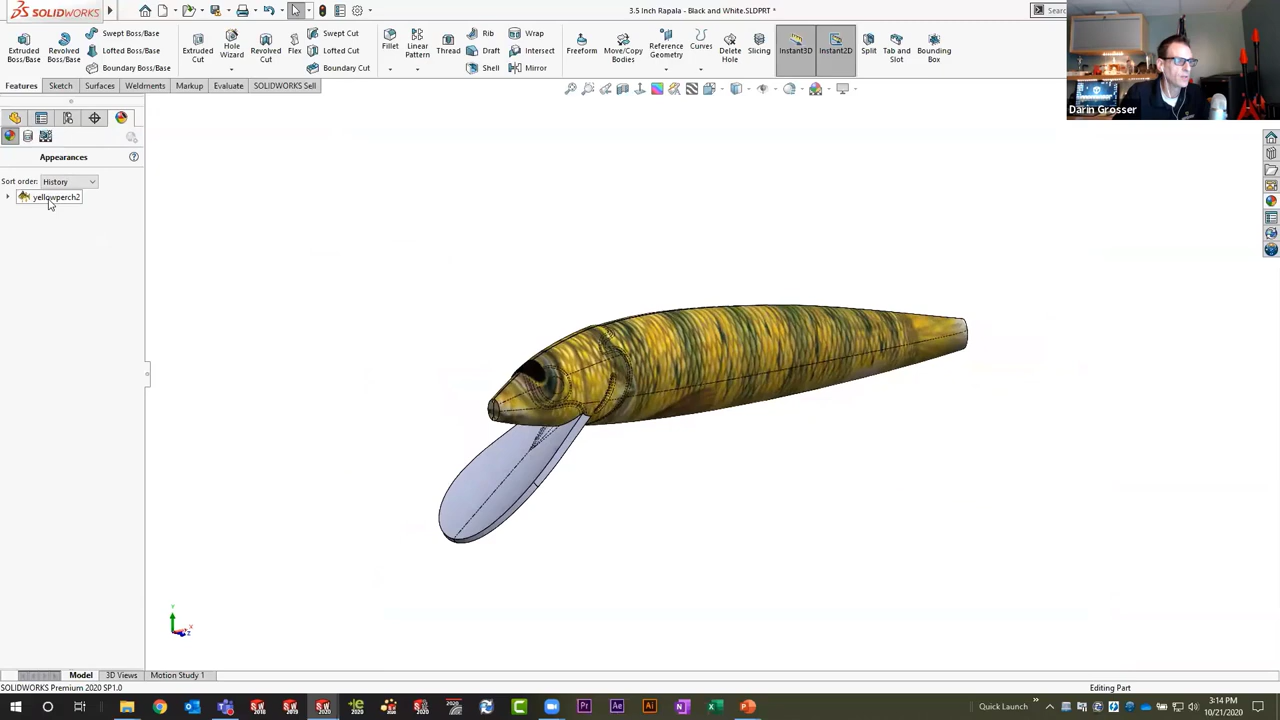 SOLIDWORKS
3.5 Inch Rapala - Black and White.SLDPRT *
Extruded Boss/Base
Revolved Boss/Base
Swept Boss/Base
Lofted Boss/Base
Boundary Boss/Base
Extruded Cut
Hole Wizard
Revolved Cut
Flex
Swept Cut
Lofted Cut
Boundary Cut
Fillet
Linear Pattern
Thread
Rib
Draft
Shell
Wrap
Intersect
Mirror
Freeform
Move/Copy Bodies
Reference Geometry
Curves
Delete Hole
Slicing
Instant3D
Instant2D
Split
Tab and Slot
Bounding Box
Darin Grosser
Features
Sketch
Surfaces
Weldments
Markup
Evaluate
SOLIDWORKS Sell
Appearances
Sort order:
History
yellowperch2
Y
X
Z
Model
3D Views
Motion Study 1
SOLIDWORKS Premium 2020 SP1.0
Editing Part
Quick Launch
3:14 PM
10/21/2020